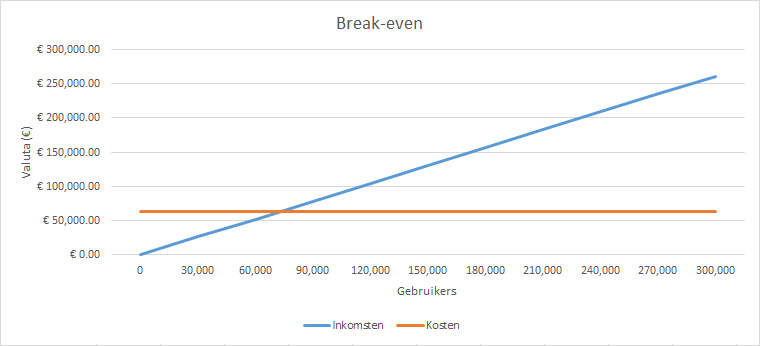 Break-even
€ 300,000.00
€ 250,000.00
€ 200,000.00
€ 150,000.00
€ 100,000.00
€ 50,000.00
€ 0.00
Valuta (€)
0 30,000 60,000 90,000 120,000 150,000 180,000 210,000 240,000 270,000 300,000
Gebruikers
Inkomsten Kosten